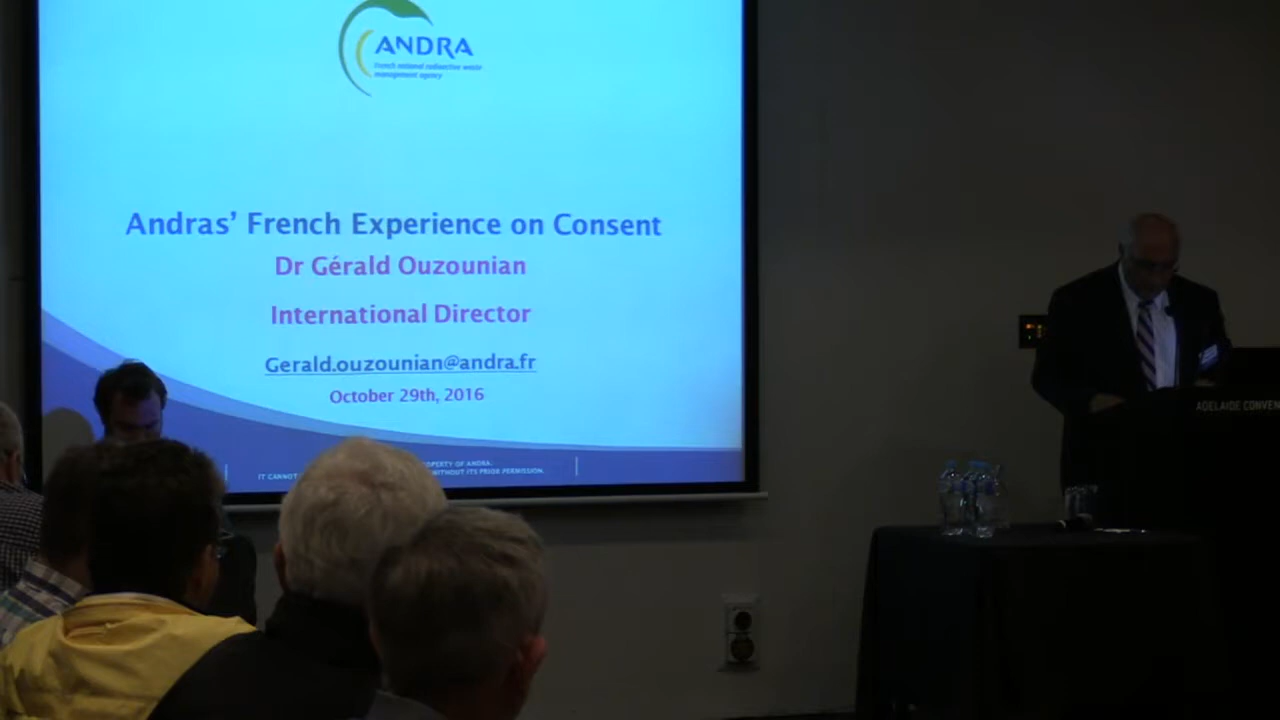 ANDRA
French national radioactive waste
management agency
Andras’ French Experience on Consent
Dr Gérald Ouzounian
International Director
Gerald.ouzounian@andra.fr
October 29th, 2016
OPERTY OF ANDRA.
IT CANNOT WITHOUT ITS PRIOR PERMISSION.
ADELAIDE CONVEN